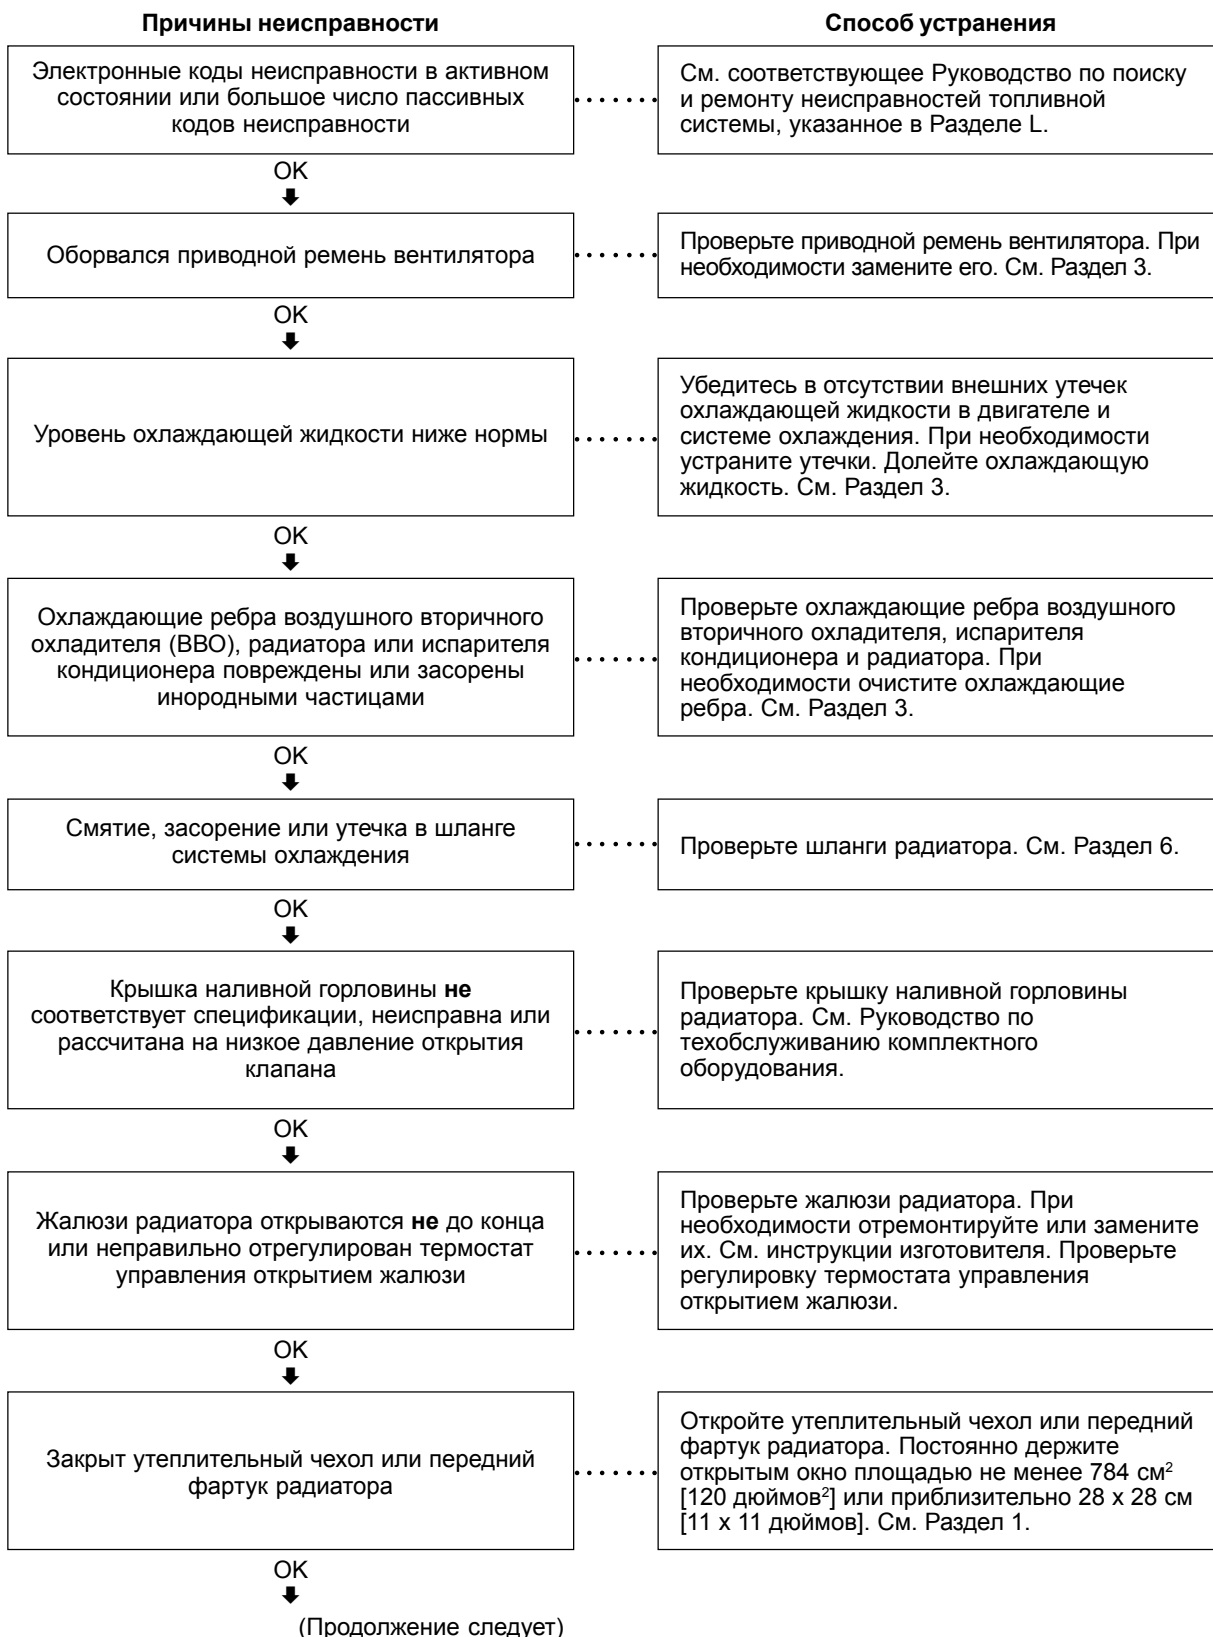 Причины неисправности
Способ устранения
Электронные коды неисправности в активном
состоянии или большое число пассивных
кодов неисправности
См. соответствующее Руководство по поиску
и ремонту неисправностей топливной
системы, указанное в Разделе L.
OK
Оборвался приводной ремень вентилятора
Проверьте приводной ремень вентилятора. При
необходимости замените его. См. Раздел 3.
OK
Уровень охлаждающей жидкости ниже нормы
Убедитесь в отсутствии внешних утечек
охлаждающей жидкости в двигателе и
системе охлаждения. При необходимости
устраните утечки. Долейте охлаждающую
жидкость. См. Раздел 3.
OK
Охлаждающие ребра воздушного вторичного
охладителя (ВВО), радиатора или испарителя
кондиционера повреждены или засорены
инородными частицами
Проверьте охлаждающие ребра воздушного
вторичного охладителя, испарителя
кондиционера и радиатора. При
необходимости очистите охлаждающие
ребра. См. Раздел 3.
OK
Смятие, засорение или утечка в шланге
системы охлаждения
Проверьте шланги радиатора. См. Раздел 6.
OK
Крышка наливной горловины не
соответствует спецификации, неисправна или
рассчитана на низкое давление открытия
клапана
Проверьте крышку наливной горловины
радиатора. См. Руководство по
техобслуживанию комплектного
оборудования.
OK
Жалюзи радиатора открываются не до конца
или неправильно отрегулирован термостат
управления открытием жалюзи
Проверьте жалюзи радиатора. При
необходимости отремонтируйте или замените
их. См. инструкции изготовителя. Проверьте
регулировку термостата управления
открытием жалюзи.
OK
Закрыт утеплительный чехол или передний
фартук радиатора
Откройте утеплительный чехол или передний
фартук радиатора. Постоянно держите
открытым окно площадью не менее 784 см²
[120 дюймов²] или приблизительно 28 x 28 см
[11 x 11 дюймов]. См. Раздел 1.
OK
(Продолжение следует)